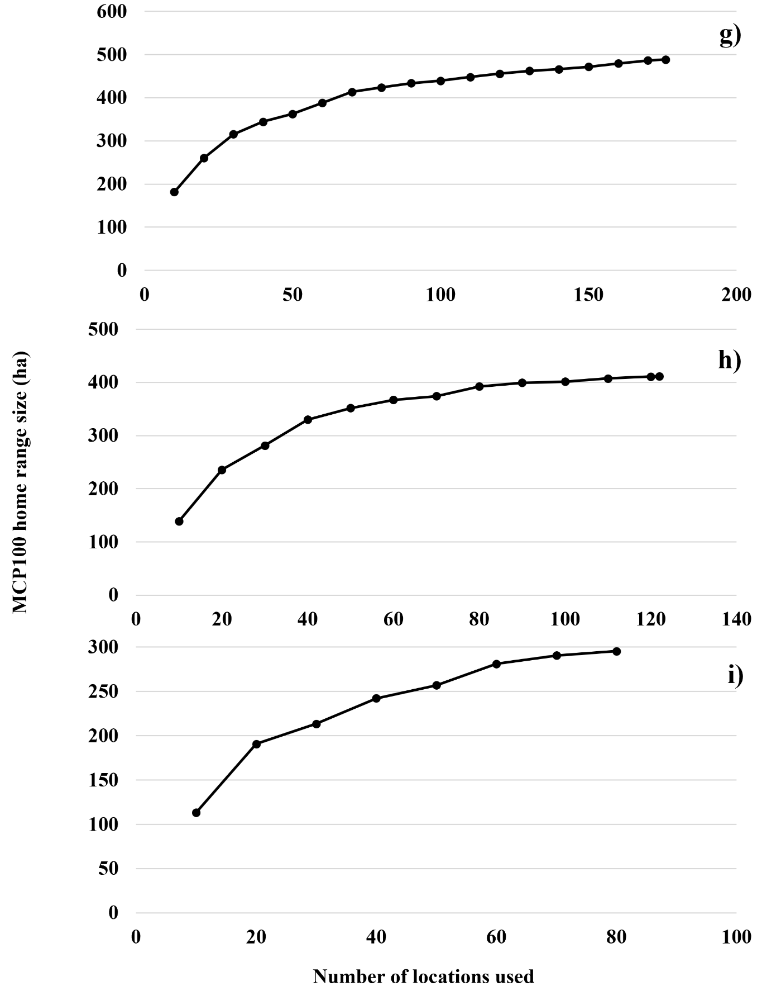 600
g)
500
400
300
200
100
0
0 50 100 150 200
MCP100 home range size (ha)
500
h)
400
300
200
100
0
0 20 40 60 80 100 120 140
300
i)
250
200
150
100
50
0
0 20 40 60 80 100
Number of locations used